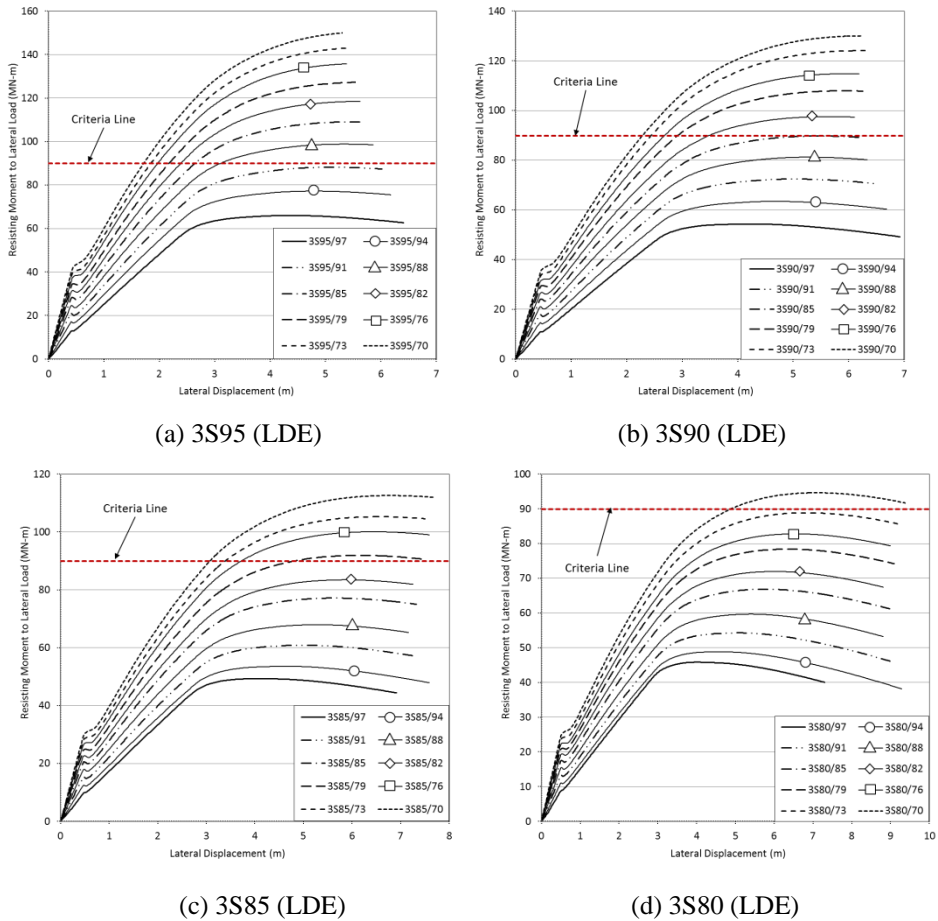 160
140
120
100
80
60
40
20
0
Resisting Moment to Lateral Load (MN-m)
Criteria Line
3S95/97 3S95/94
3S95/91 3S95/88
3S95/85 3S95/82
3S95/79 3S95/76
3S95/73 3S95/70
0 1 2 3 4 5 6 7
Lateral Displacement (m)
(a) 3S95 (LDE)
140
120
100
80
60
40
20
0
Resisting Moment to Lateral Load (MN-m)
Criteria Line
3S90/97 3S90/94
3S90/91 3S90/88
3S90/85 3S90/82
3S90/79 3S90/76
3S90/73 3S90/70
0 1 2 3 4 5 6 7
Lateral Displacement (m)
(b) 3S90 (LDE)
120
100
80
60
40
20
0
Resisting Moment to Lateral Load (MN-m)
Criteria Line
3S85/97 3S85/94
3S85/91 3S85/88
3S85/85 3S85/82
3S85/79 3S85/76
3S85/73 3S85/70
0 1 2 3 4 5 6 7 8
Lateral Displacement (m)
(c) 3S85 (LDE)
100
90
80
70
60
50
40
30
20
10
0
Resisting Moment to Lateral Load (MN-m)
Criteria Line
3S80/97 3S80/94
3S80/91 3S80/88
3S80/85 3S80/82
3S80/79 3S80/76
3S80/73 3S80/70
0 1 2 3 4 5 6 7 8 9 10
Lateral Displacement (m)
(d) 3S80 (LDE)